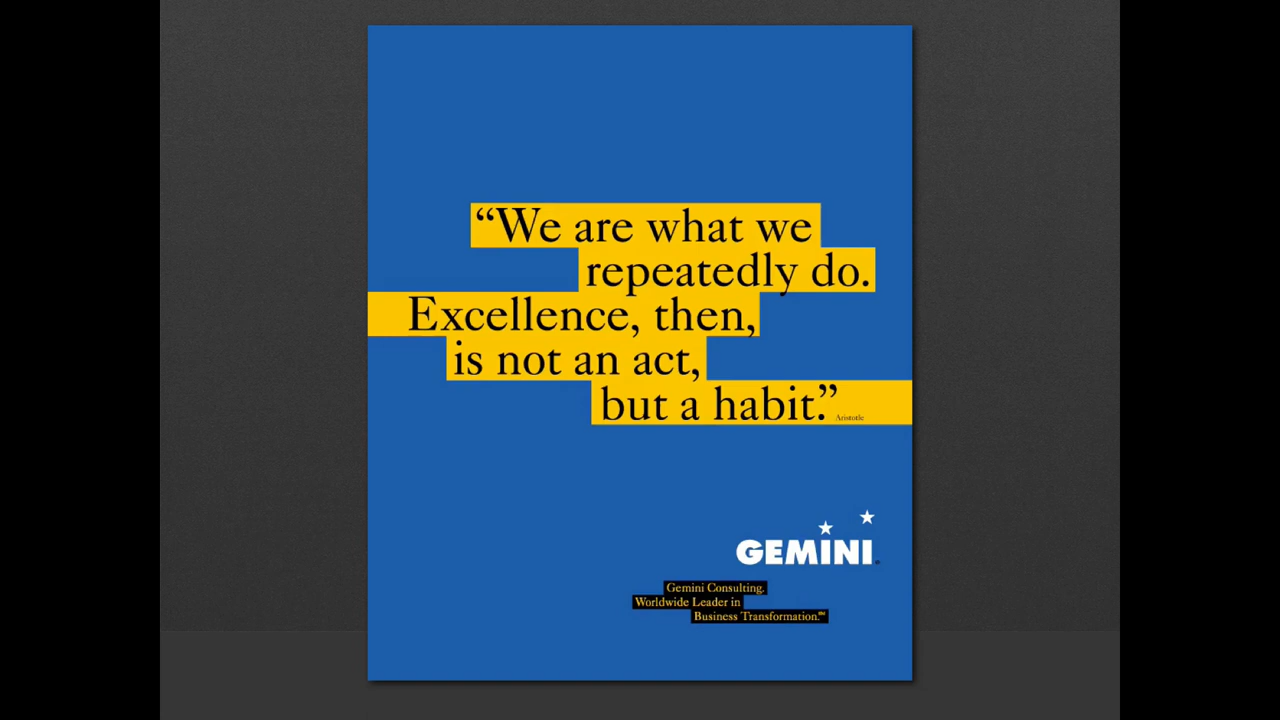 “We are what we
repeatedly do.
Excellence, then,
is not an act,
but a habit.” Aristotle
GEMINI®
Gemini Consulting.
Worldwide Leader in
Business Transformation.℠